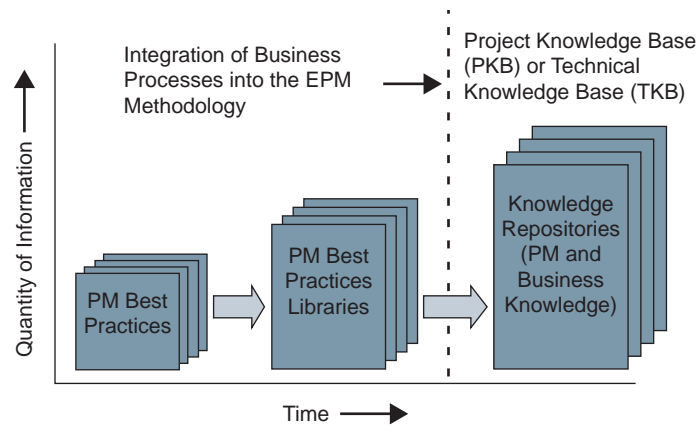 Integration of Business
Processes into the EPM
Methodology
Project Knowledge Base
(PKB) or Technical
Knowledge Base (TKB)
Quantity of Information
PM Best
Practices
PM Best
Practices
Libraries
Knowledge
Repositories
(PM and
Business
Knowledge)
Time